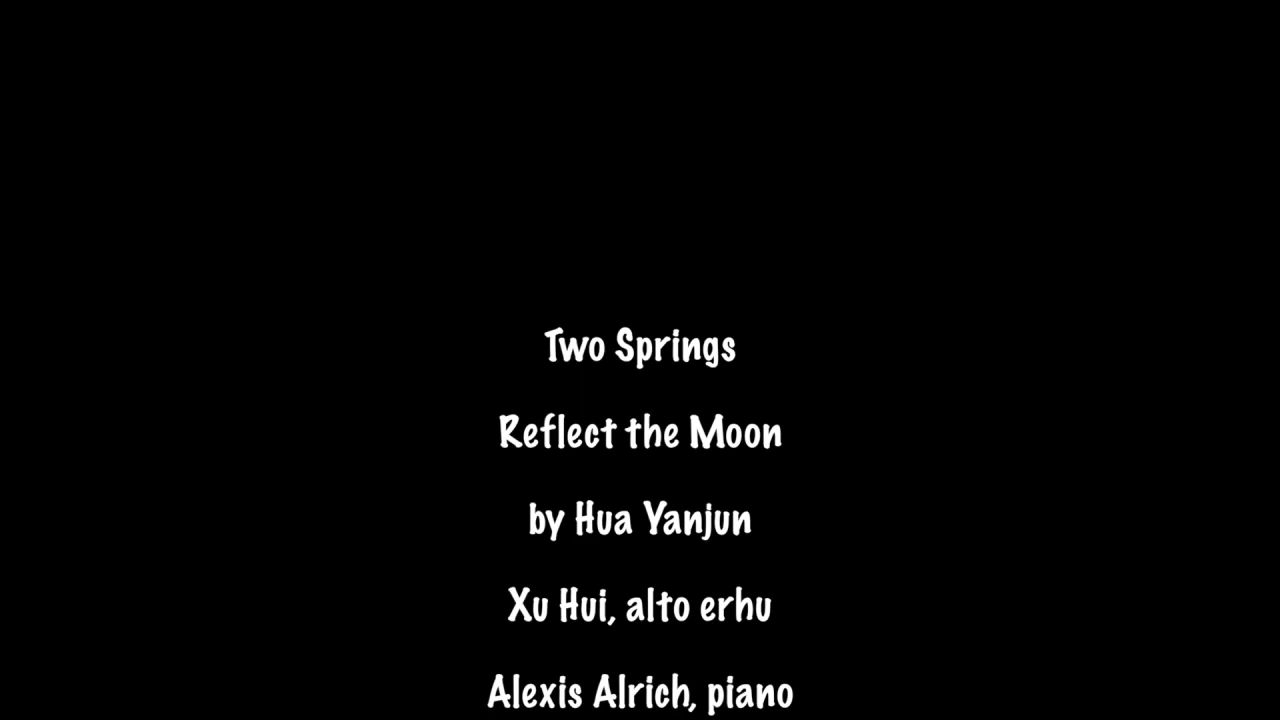 Two Springs
Reflect the Moon
by Hua Yanjun
Xu Hui, alto erhu
Alexis Alrich, piano